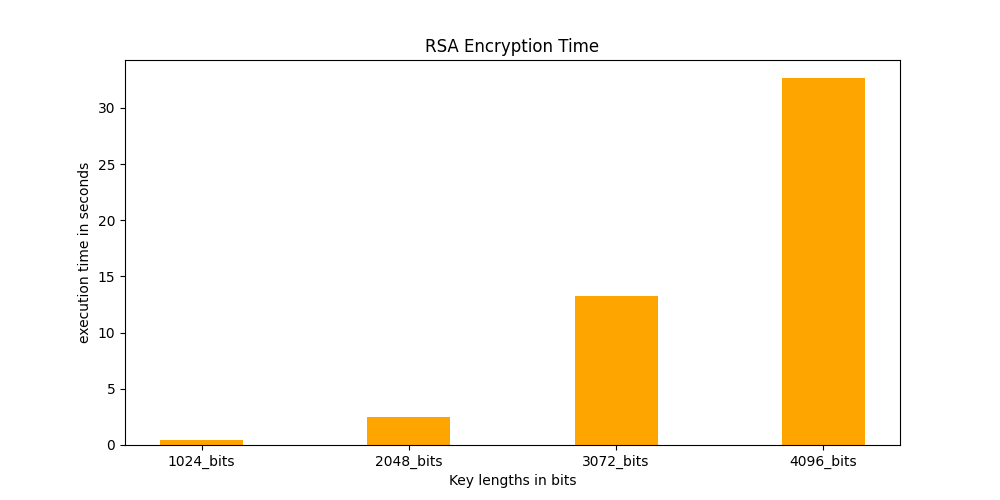 RSA Encryption Time
execution time in seconds
30
25
20
15
10
5
0
1024_bits 2048_bits 3072_bits 4096_bits
Key lengths in bits